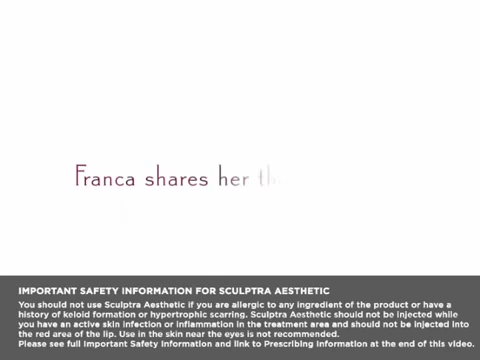 Franca shares her th
IMPORTANT SAFETY INFORMATION FOR SCULPTRA AESTHETIC
You should not use Sculptra Aesthetic if you are allergic to any ingredient of the product or have a
history of keloid formation or hypertrophic scarring. Sculptra Aesthetic should not be injected while
you have an active skin infection or inflammation in the treatment area and should not be injected into
the red area of the lip. Use in the skin near the eyes is not recommended.
Please see full Important Safety Information and link to Prescribing Information at the end of this video.